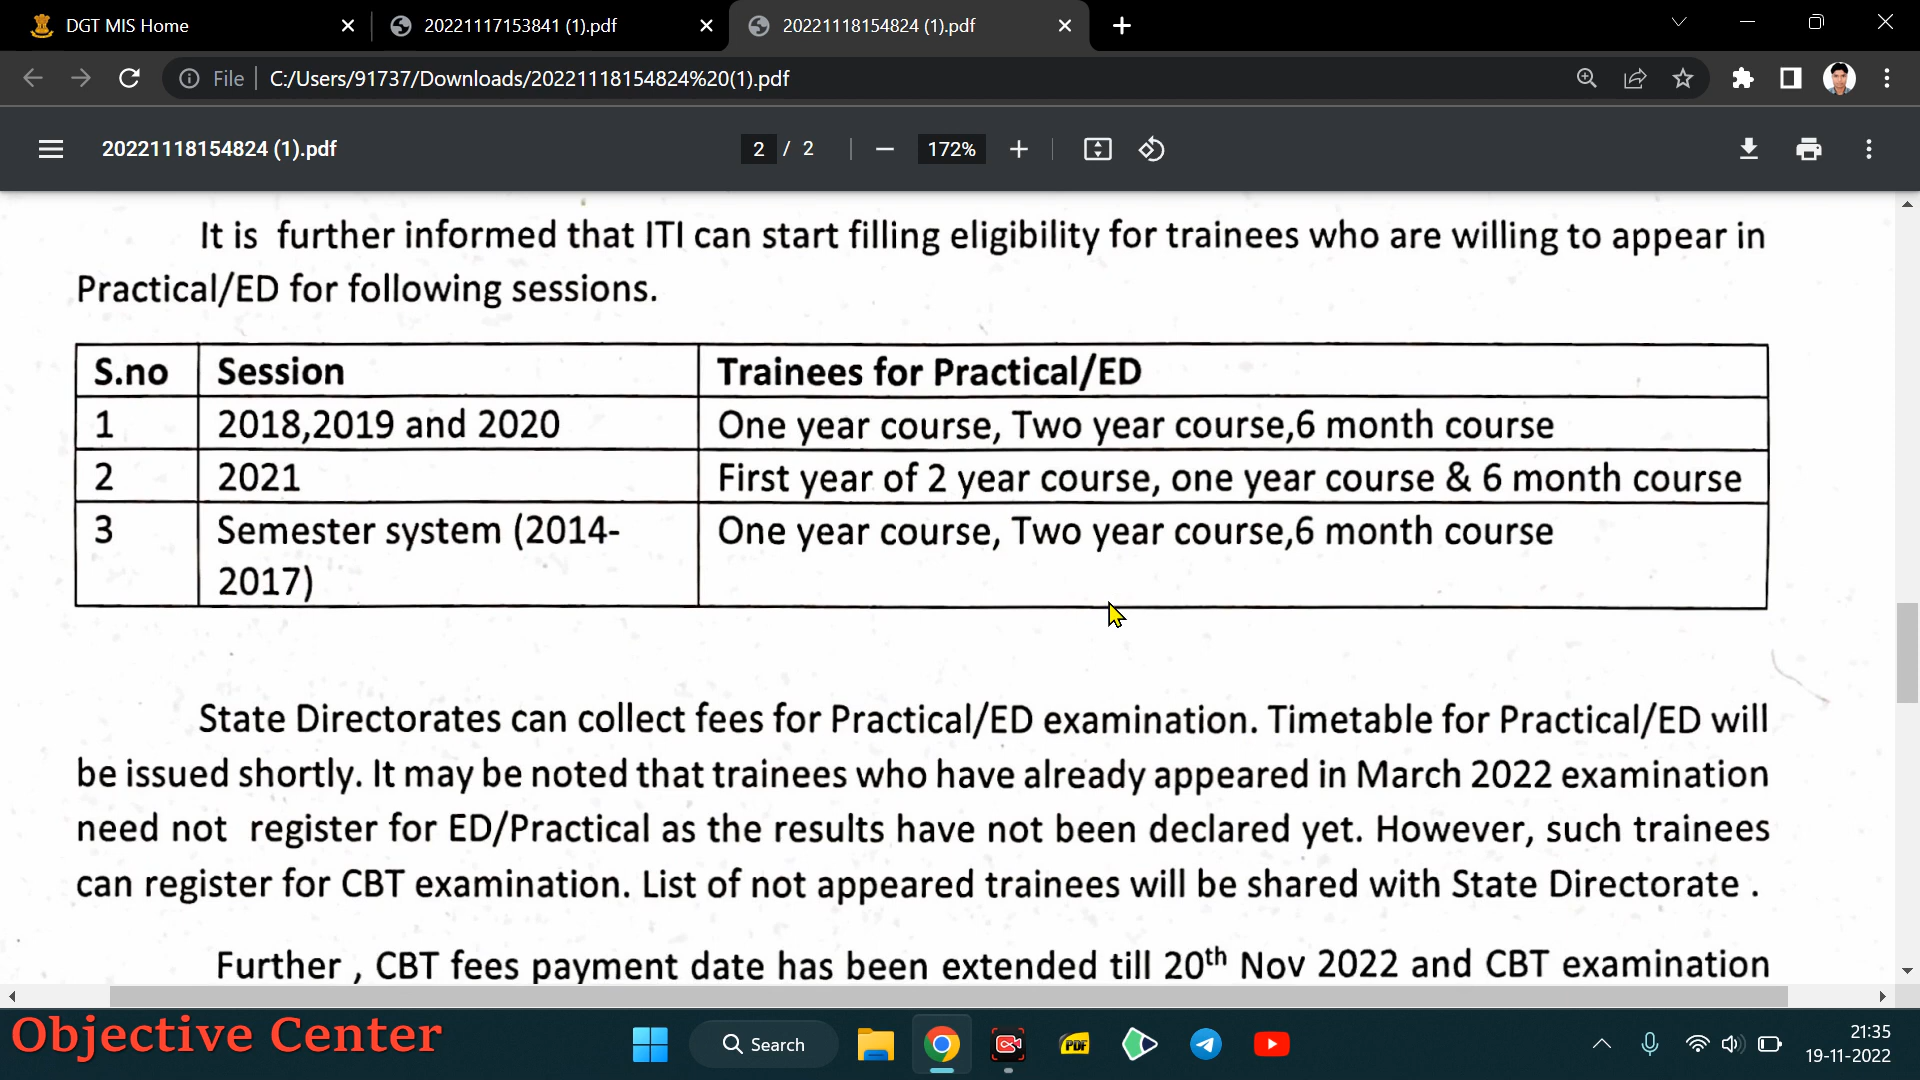 DGT MIS Home
20221117153841 (1).pdf
20221118154824 (1).pdf
File
C:/Users/91737/Downloads/20221118154824%20(1).pdf
20221118154824 (1).pdf
2 / 2
172%
It is further informed that ITI can start filling eligibility for trainees who are willing to appear in
Practical/ED for following sessions.
S.no Session Trainees for Practical/ED
1 2018,2019 and 2020 One year course, Two year course,6 month course
2 2021 First year of 2 year course, one year course & 6 month course
3 Semester system (2014- One year course, Two year course,6 month course
2017)
State Directorates can collect fees for Practical/ED examination. Timetable for Practical/ED will
be issued shortly. It may be noted that trainees who have already appeared in March 2022 examination
need not register for ED/Practical as the results have not been declared yet. However, such trainees
can register for CBT examination. List of not appeared trainees will be shared with State Directorate .
Further , CBT fees payment date has been extended till 20th Nov 2022 and CBT examination
Objective Center
Search
PDF
21:35
19-11-2022